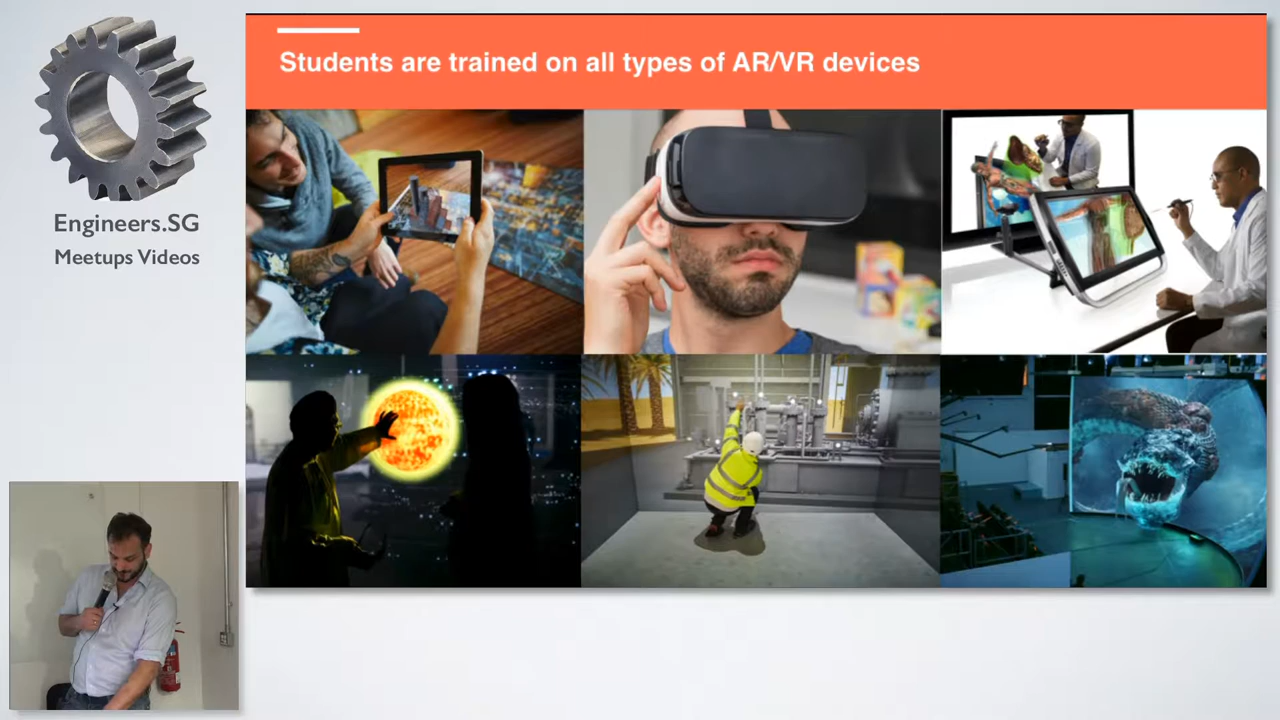 Students are trained on all types of AR/VR devices
Engineers.SG
Meetups Videos